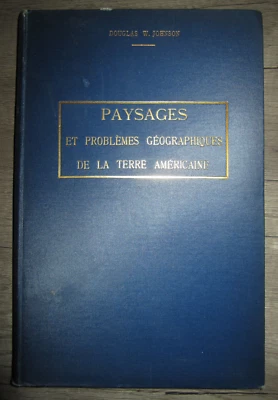 DOUGLAS W. JOHNSON
PAYSAGES
ET PROBLÈMES GÉOGRAPHIQUES
DE LA TERRE AMÉRICAINE